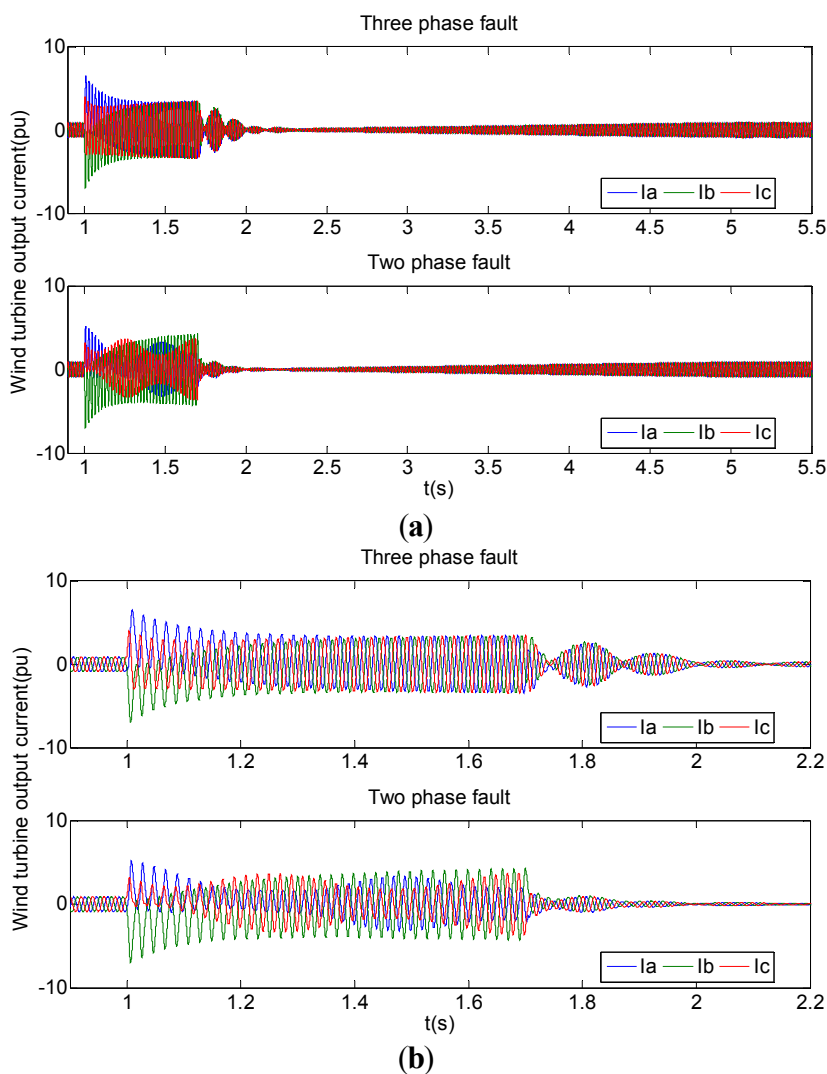 Three phase fault
10
0
-10
Ia Ib Ic
1 1.5 2 2.5 3 3.5 4 4.5 5 5.5
Wind turbine output current(pu)
Two phase fault
10
0
-10
Ia Ib Ic
1 1.5 2 2.5 3 3.5 4 4.5 5 5.5
t(s)
(a)
Three phase fault
10
0
-10
Ia Ib Ic
1 1.2 1.4 1.6 1.8 2 2.2
Wind turbine output current(pu)
Two phase fault
10
0
-10
Ia Ib Ic
1 1.2 1.4 1.6 1.8 2 2.2
t(s)
(b)